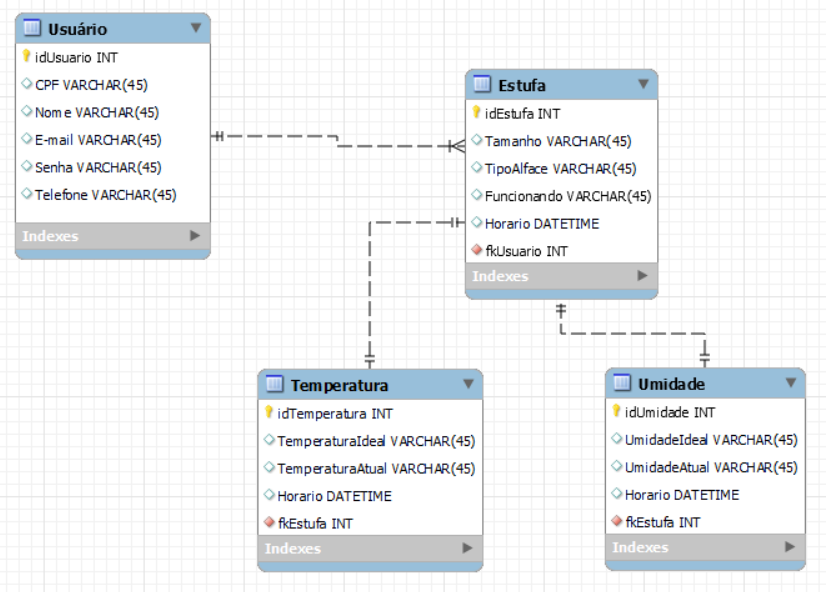 Usuário
idUsuario INT
CPF VARCHAR(45)
Nome VARCHAR(45)
E-mail VARCHAR(45)
Senha VARCHAR(45)
Telefone VARCHAR(45)
Indexes
Estufa
idEstufa INT
Tamanho VARCHAR(45)
TipoAlface VARCHAR(45)
Funcionando VARCHAR(45)
Horario DATETIME
fkUsuario INT
Indexes
Temperatura
idTemperatura INT
TemperaturaIdeal VARCHAR(45)
TemperaturaAtual VARCHAR(45)
Horario DATETIME
fkEstufa INT
Indexes
Umidade
idUmidade INT
UmidadeIdeal VARCHAR(45)
UmidadeAtual VARCHAR(45)
Horario DATETIME
fkEstufa INT
Indexes